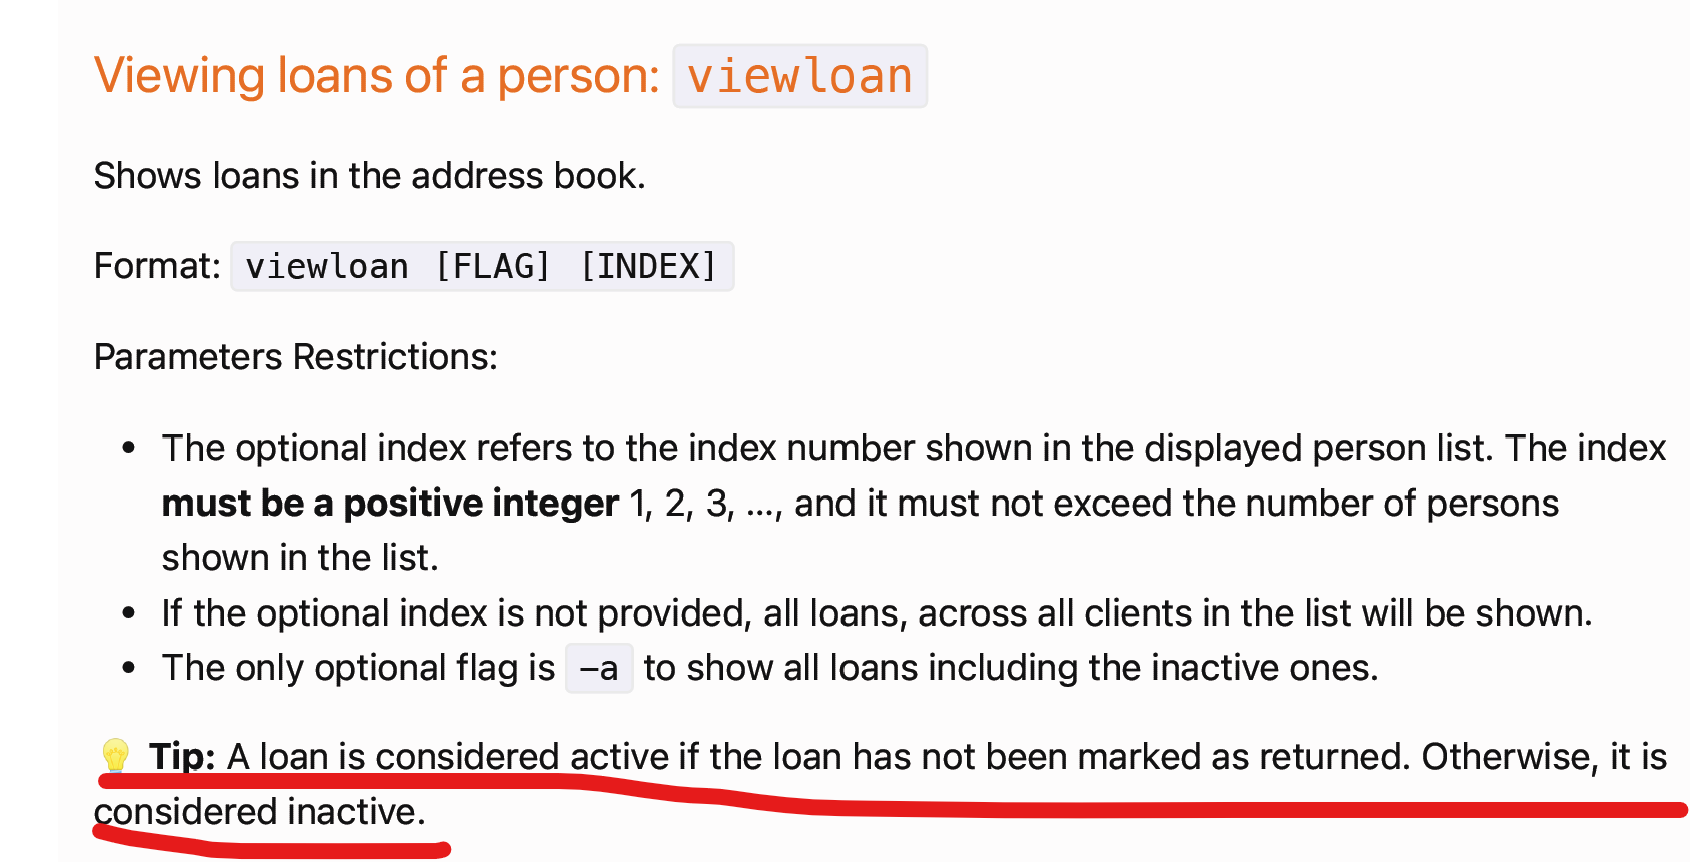 Viewing loans of a person: viewloan
Shows loans in the address book.
Format: viewloan [FLAG] [INDEX]
Parameters Restrictions:
• The optional index refers to the index number shown in the displayed person list. The index
must be a positive integer 1, 2, 3, ..., and it must not exceed the number of persons
shown in the list.
• If the optional index is not provided, all loans, across all clients in the list will be shown.
• The only optional flag is -a to show all loans including the inactive ones.
💡 Tip: A loan is considered active if the loan has not been marked as returned. Otherwise, it is
considered inactive.